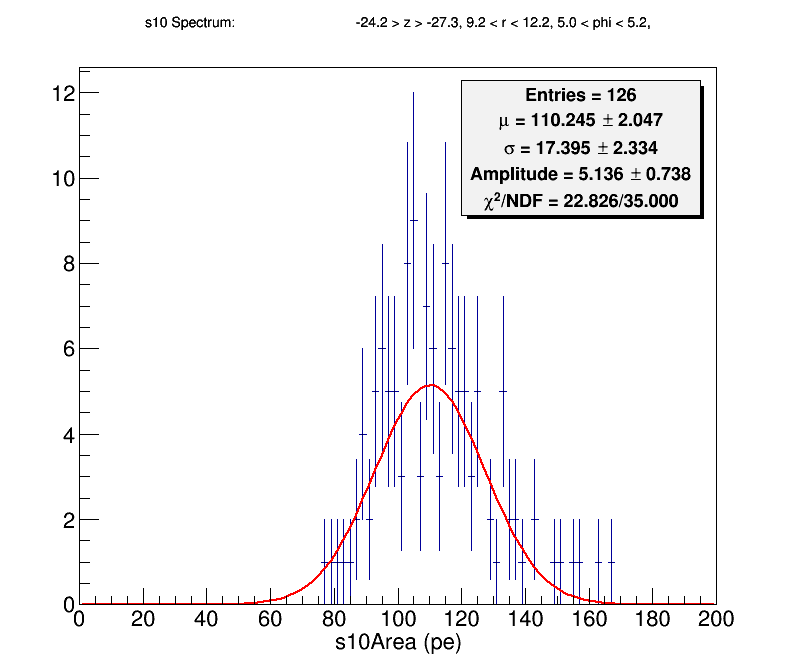 s10 Spectrum: -24.2 > z > -27.3, 9.2 < r < 12.2, 5.0 < phi < 5.2,
Entries = 126
μ = 110.245 ± 2.047
σ = 17.395 ± 2.334
Amplitude = 5.136 ± 0.738
χ²/NDF = 22.826/35.000
12
10
8
6
4
2
0
0 20 40 60 80 100 120 140 160 180 200
s10Area (pe)